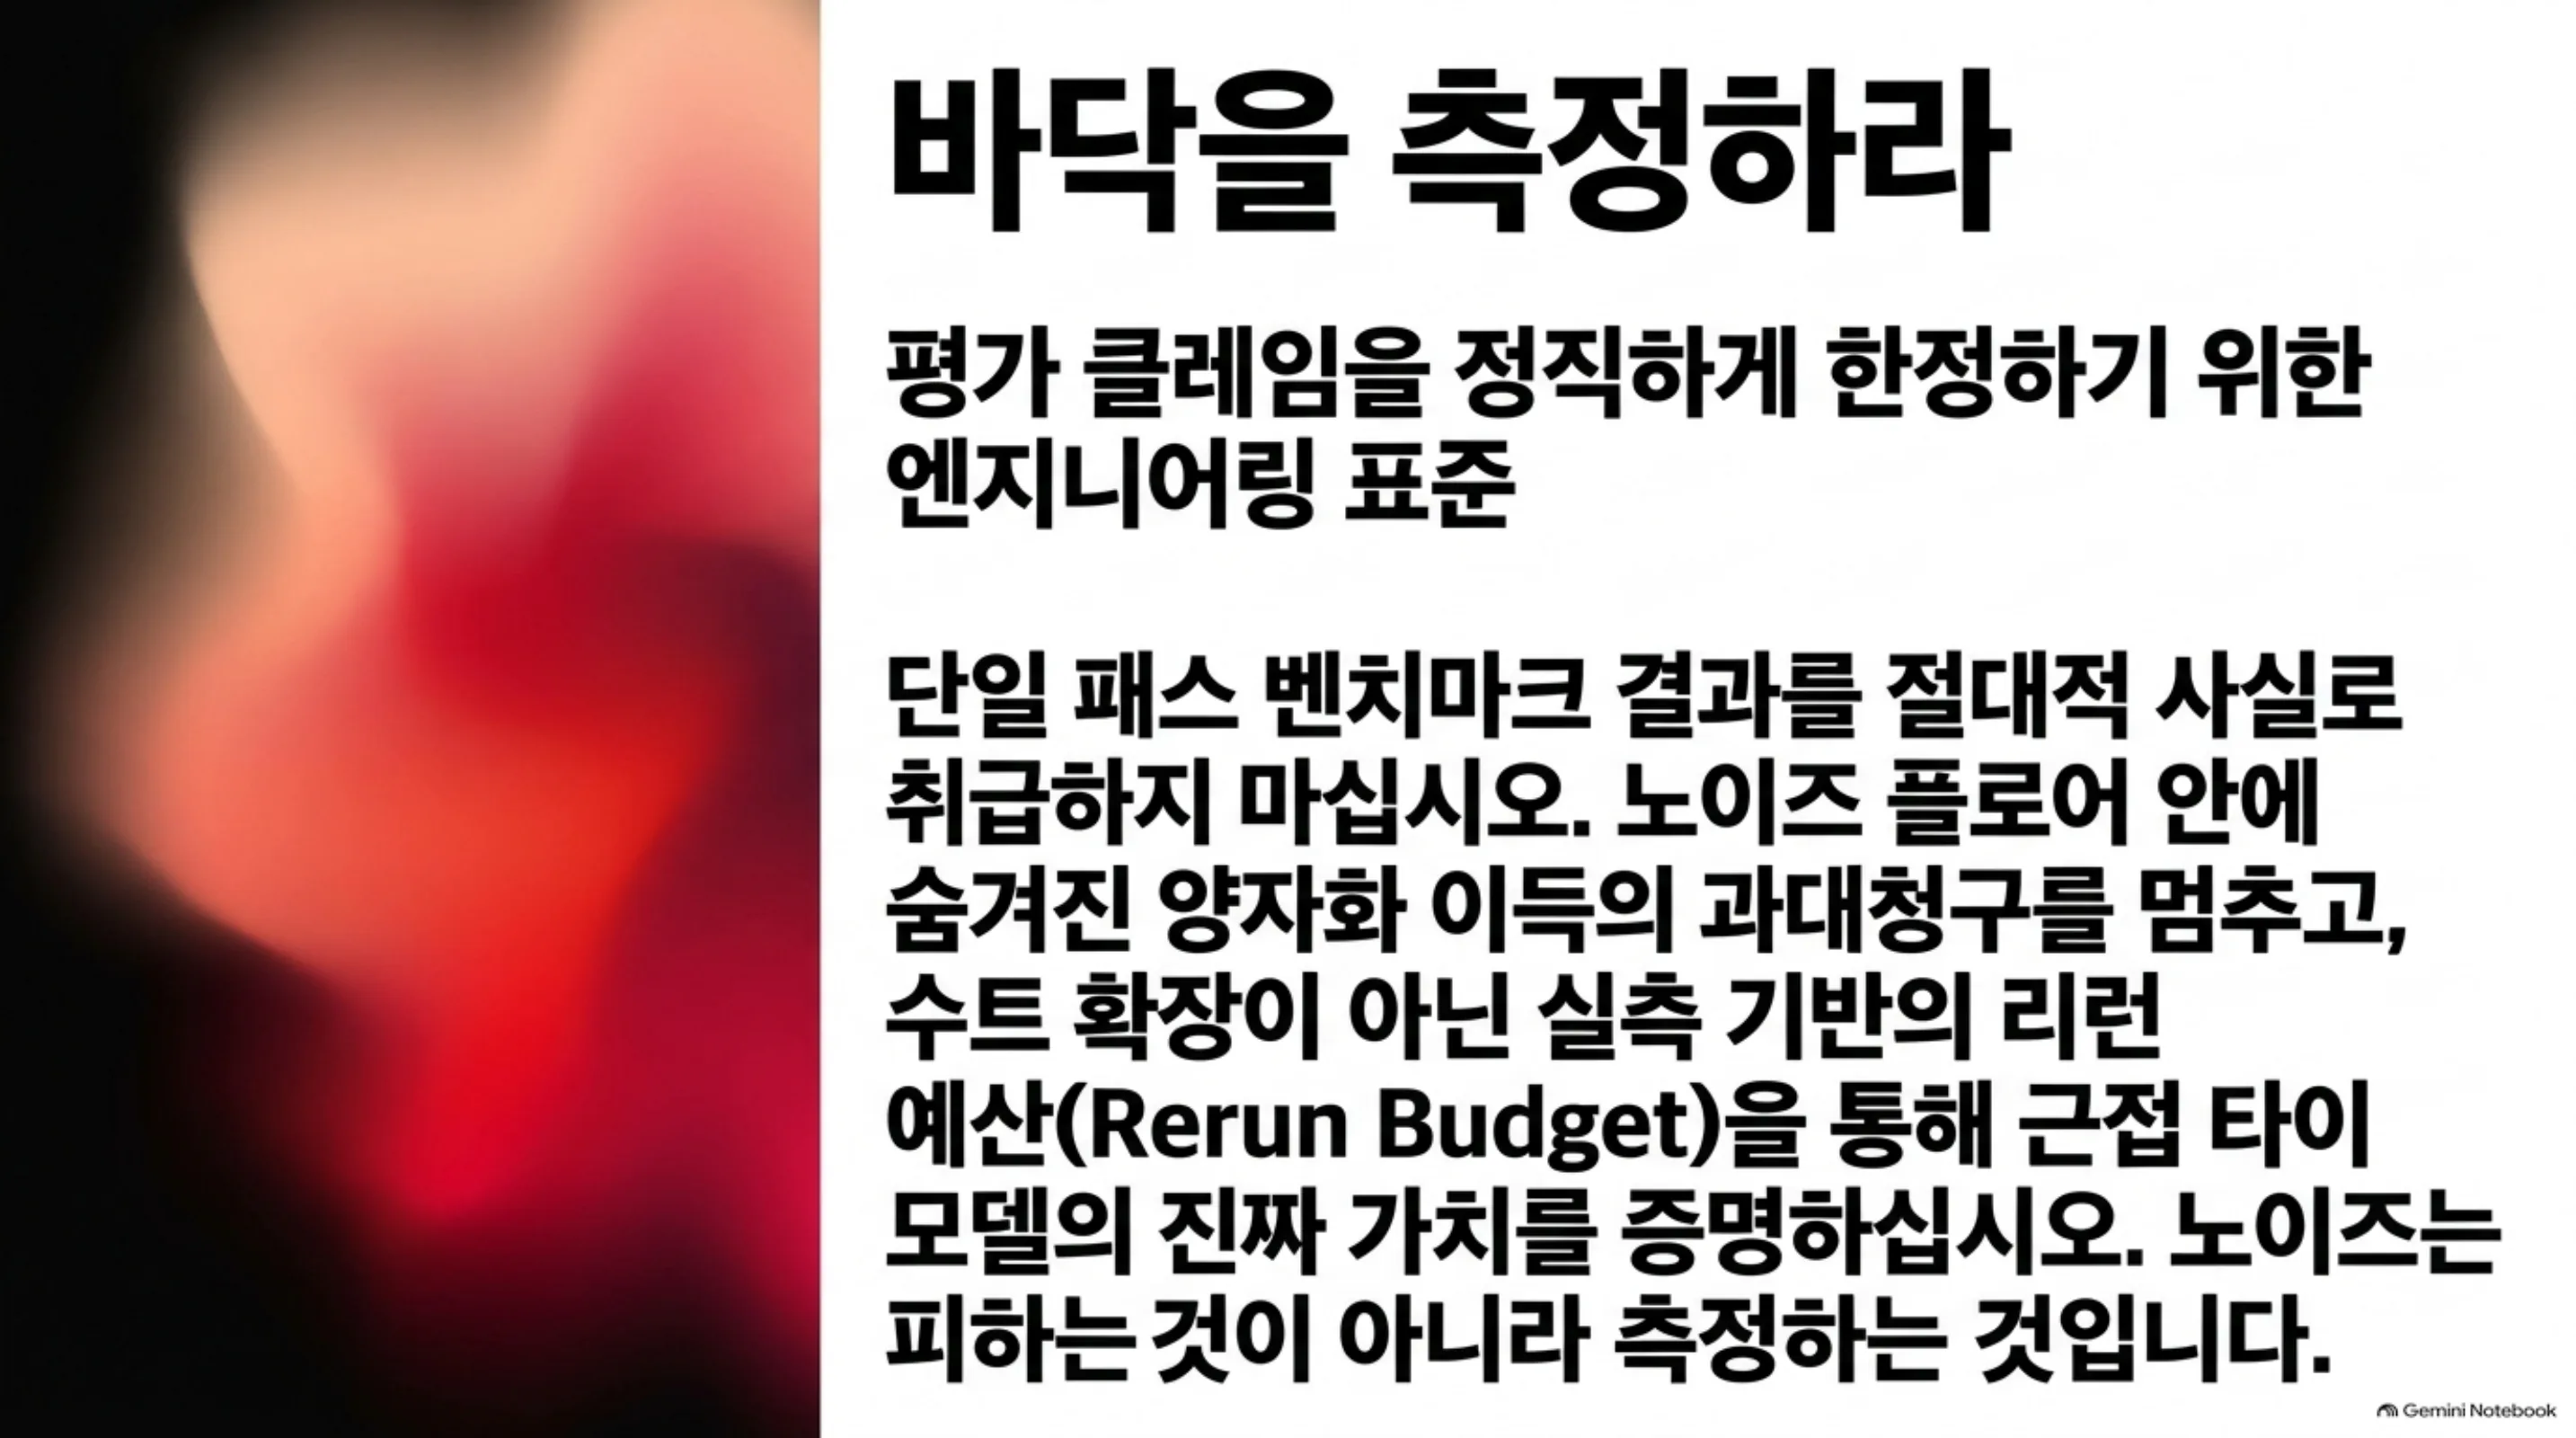 바닥을 측정하라
평가 클레임을 정직하게 한정하기 위한
엔지니어링 표준
단일 패스 벤치마크 결과를 절대적 사실로
취급하지 마십시오. 노이즈 플로어 안에
숨겨진 양자화 이득의 과대청구를 멈추고,
수트 확장이 아닌 실측 기반의 리런
예산(Rerun Budget)을 통해 근접 타이
모델의 진짜 가치를 증명하십시오. 노이즈는
피하는 것이 아니라 측정하는 것입니다.
Gemini Notebook